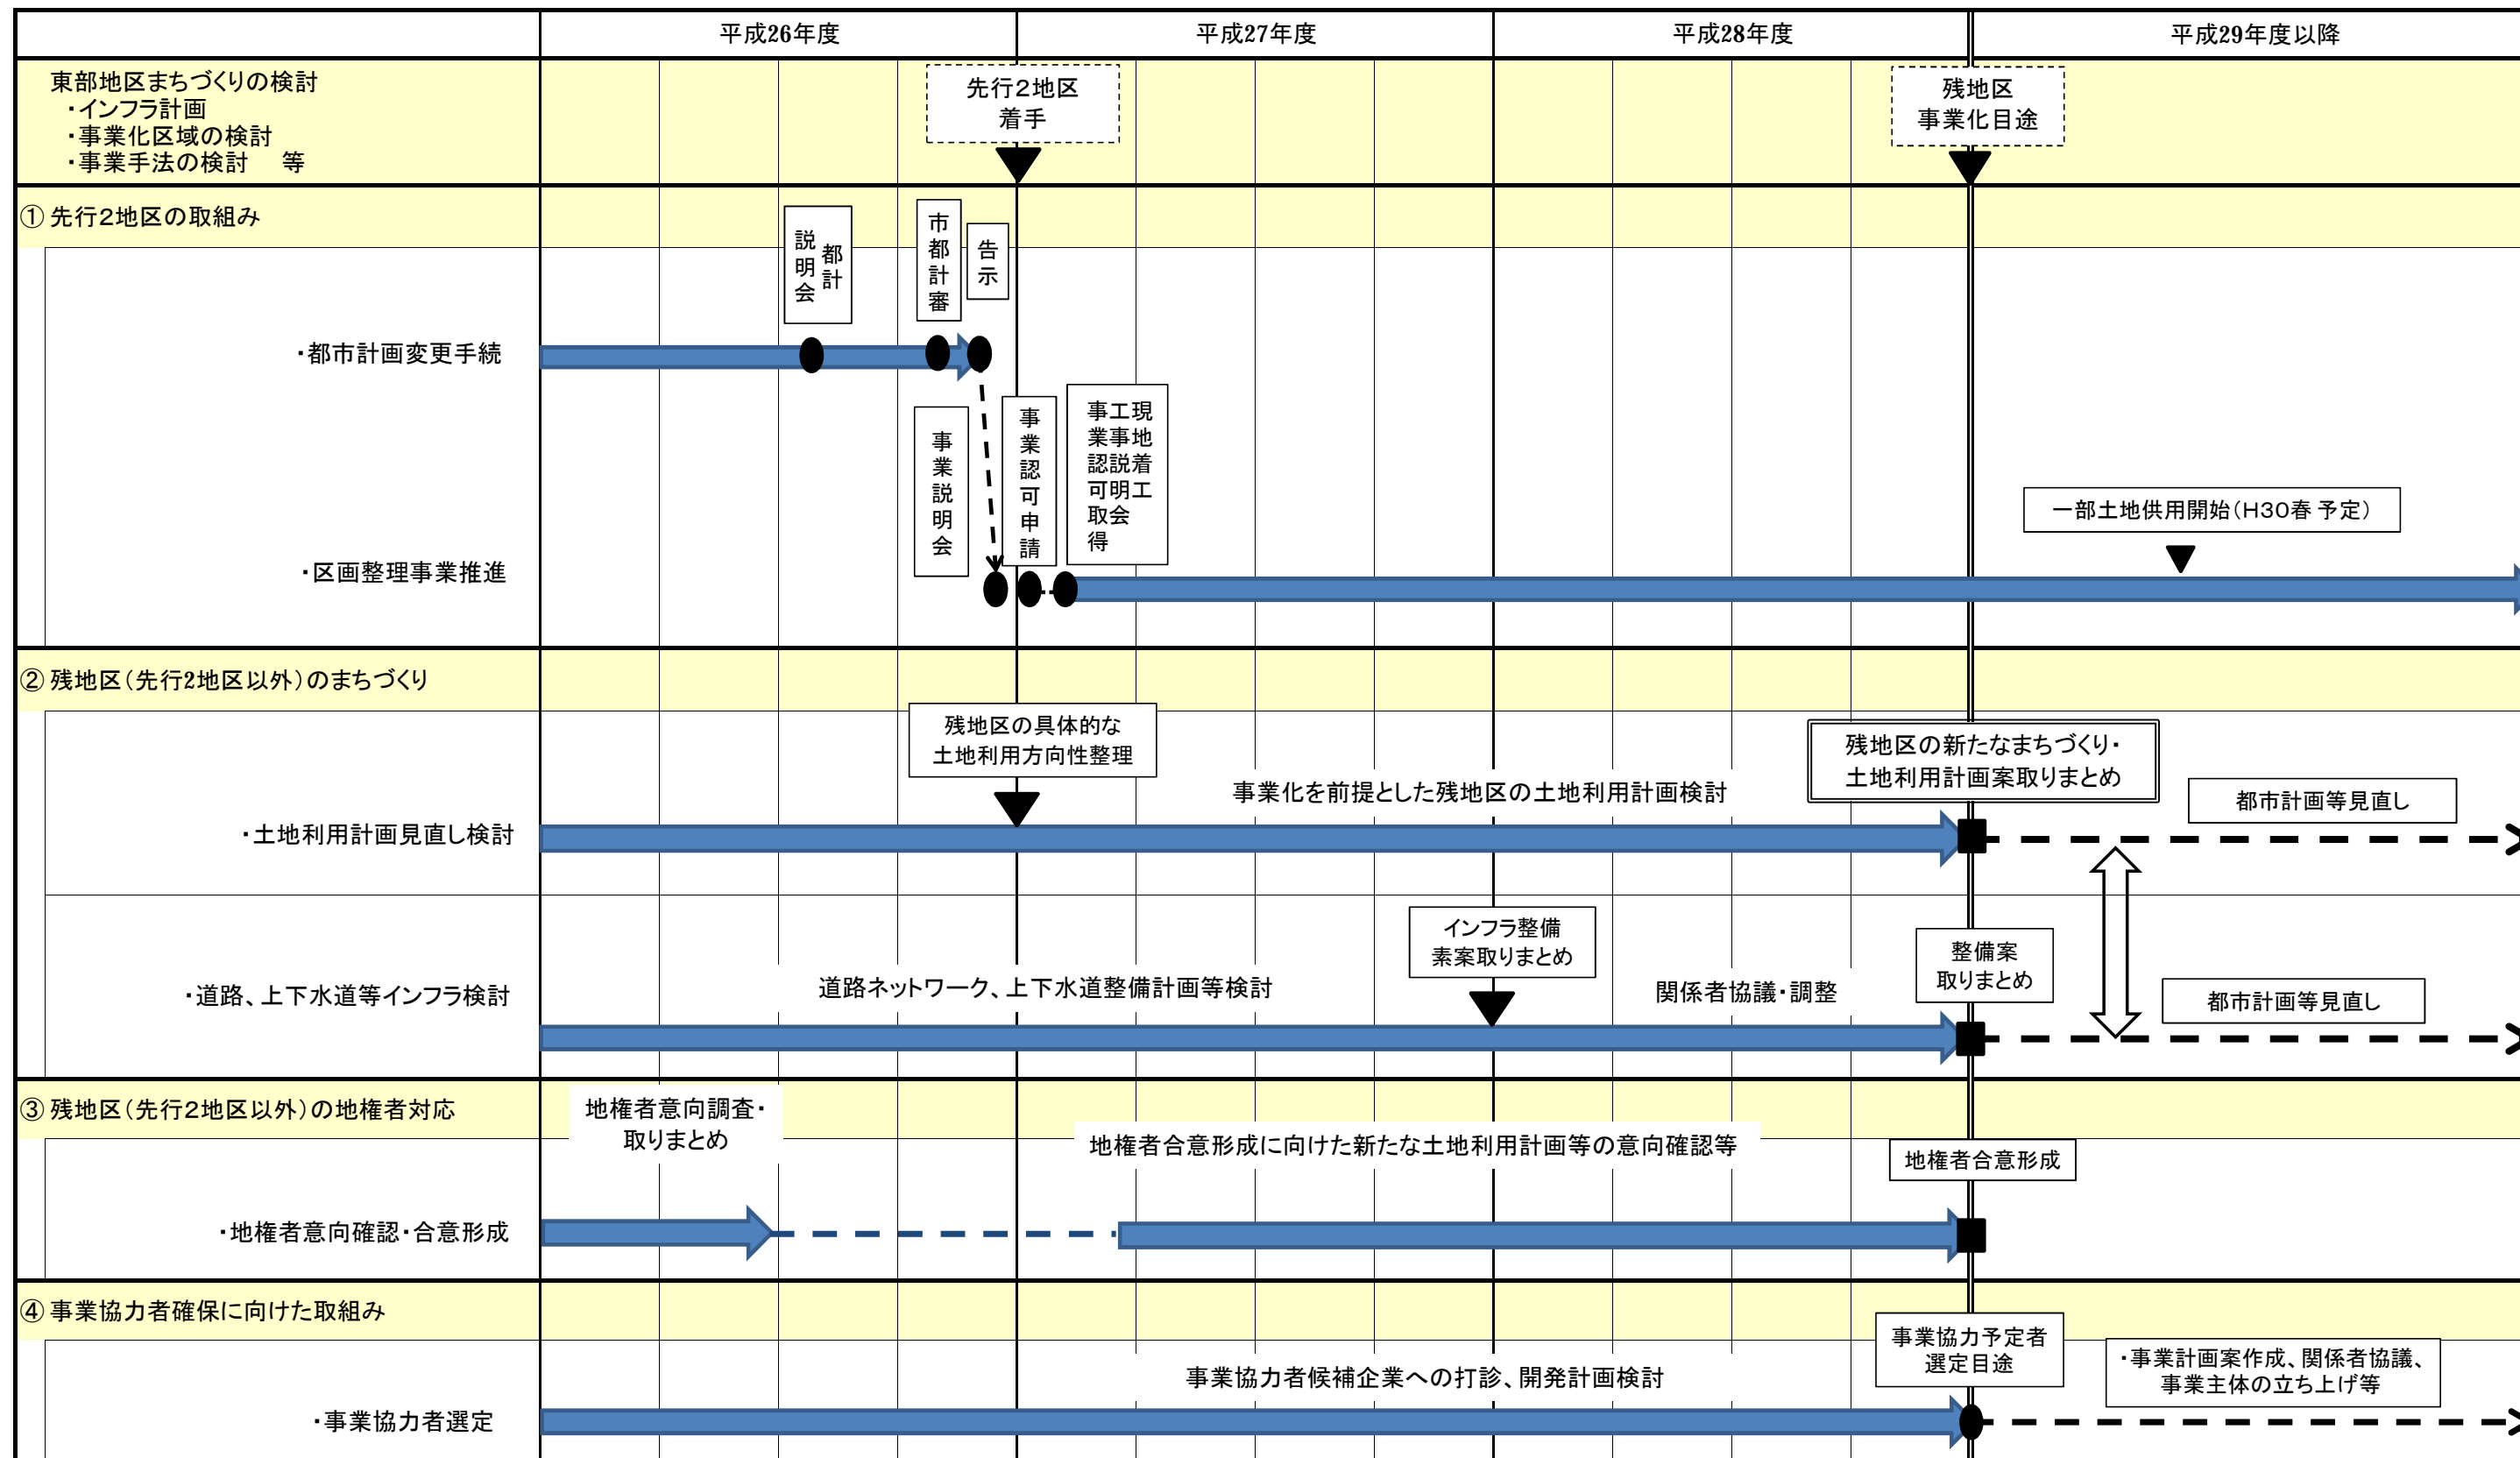 平成26年度
平成27年度
平成28年度
平成29年度以降
東部地区まちづくりの検討
・インフラ計画
・事業化区域の検討
・事業手法の検討　等
先行２地区
着手
残地区
事業化目途
① 先行２地区の取組み
都計
説明会
市都計審
告示
・都市計画変更手続
事業説明会
事業認可申請
現地着工
工事説明会
事業認可取得
一部土地供用開始（H30春 予定）
・区画整理事業推進
② 残地区（先行2地区以外）のまちづくり
残地区の具体的な
土地利用方向性整理
事業化を前提とした残地区の土地利用計画検討
残地区の新たなまちづくり・
土地利用計画案取りまとめ
都市計画等見直し
・土地利用計画見直し検討
インフラ整備
素案取りまとめ
整備案
取りまとめ
・道路、上下水道等インフラ検討
道路ネットワーク、上下水道整備計画等検討
関係者協議・調整
都市計画等見直し
③ 残地区（先行２地区以外）の地権者対応
地権者意向調査・
取りまとめ
地権者合意形成に向けた新たな土地利用計画等の意向確認等
地権者合意形成
・地権者意向確認・合意形成
④ 事業協力者確保に向けた取組み
事業協力予定者
選定目途
事業協力者候補企業への打診、開発計画検討
・事業計画案作成、関係者協議、
事業主体の立ち上げ等
・事業協力者選定